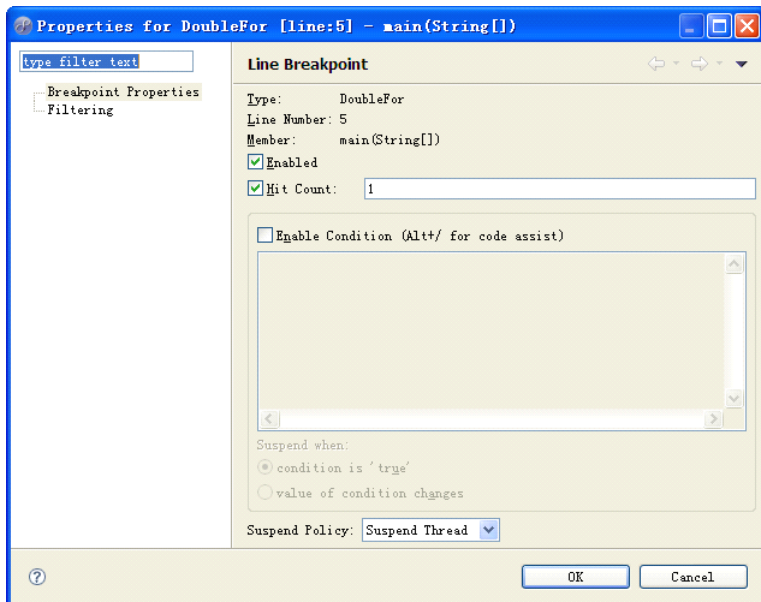 Properties for DoubleFor [line:5] - main(String[])
type filter text
Breakpoint Properties
Filtering
Line Breakpoint
Type: DoubleFor
Line Number: 5
Member: main(String[])
Enabled
Hit Count: 1
Enable Condition (Alt+/ for code assist)
Suspend when:
condition is 'true'
value of condition changes
Suspend Policy: Suspend Thread
OK Cancel